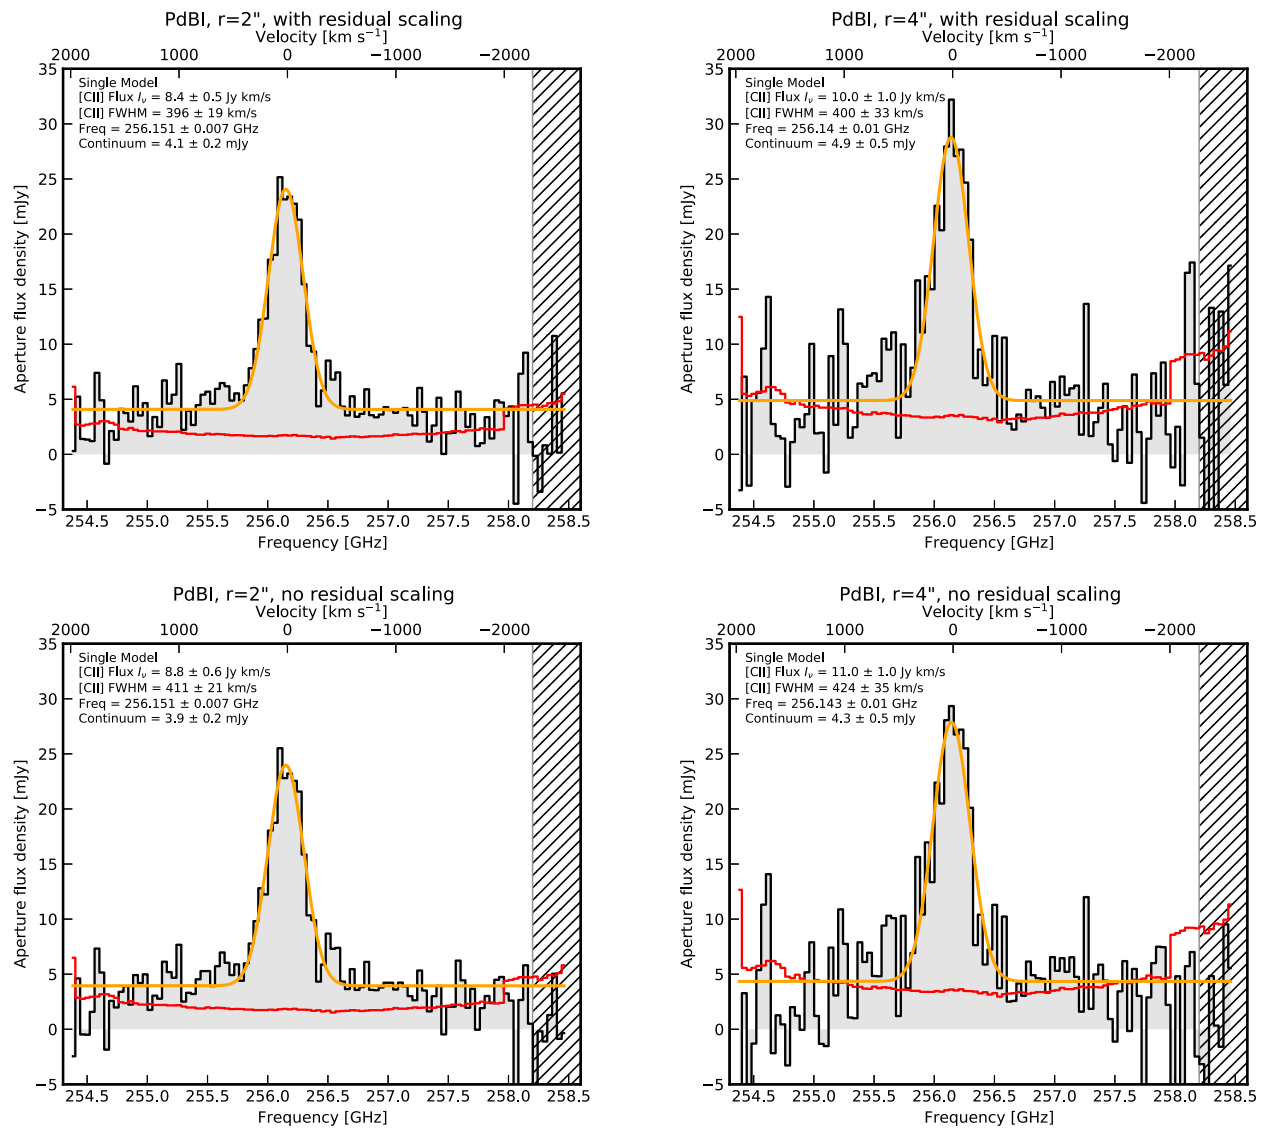 PdBI, r=2", with residual scaling
Velocity [km s⁻¹]
2000 1000 0 −1000 −2000
Single Model
[CII] Flux Iν = 8.4 ± 0.5 Jy km/s
[CII] FWHM = 396 ± 19 km/s
Freq = 256.151 ± 0.007 GHz
Continuum = 4.1 ± 0.2 mJy
Aperture flux density [mJy]
35
30
25
20
15
10
5
0
−5
254.5 255.0 255.5 256.0 256.5 257.0 257.5 258.0 258.5
Frequency [GHz]
PdBI, r=4", with residual scaling
Velocity [km s⁻¹]
2000 1000 0 −1000 −2000
Single Model
[CII] Flux Iν = 10.0 ± 1.0 Jy km/s
[CII] FWHM = 400 ± 33 km/s
Freq = 256.14 ± 0.01 GHz
Continuum = 4.9 ± 0.5 mJy
Aperture flux density [mJy]
35
30
25
20
15
10
5
0
−5
254.5 255.0 255.5 256.0 256.5 257.0 257.5 258.0 258.5
Frequency [GHz]
PdBI, r=2", no residual scaling
Velocity [km s⁻¹]
2000 1000 0 −1000 −2000
Single Model
[CII] Flux Iν = 8.8 ± 0.6 Jy km/s
[CII] FWHM = 411 ± 21 km/s
Freq = 256.151 ± 0.007 GHz
Continuum = 3.9 ± 0.2 mJy
Aperture flux density [mJy]
35
30
25
20
15
10
5
0
−5
254.5 255.0 255.5 256.0 256.5 257.0 257.5 258.0 258.5
Frequency [GHz]
PdBI, r=4", no residual scaling
Velocity [km s⁻¹]
2000 1000 0 −1000 −2000
Single Model
[CII] Flux Iν = 11.0 ± 1.0 Jy km/s
[CII] FWHM = 424 ± 35 km/s
Freq = 256.143 ± 0.01 GHz
Continuum = 4.3 ± 0.5 mJy
Aperture flux density [mJy]
35
30
25
20
15
10
5
0
−5
254.5 255.0 255.5 256.0 256.5 257.0 257.5 258.0 258.5
Frequency [GHz]